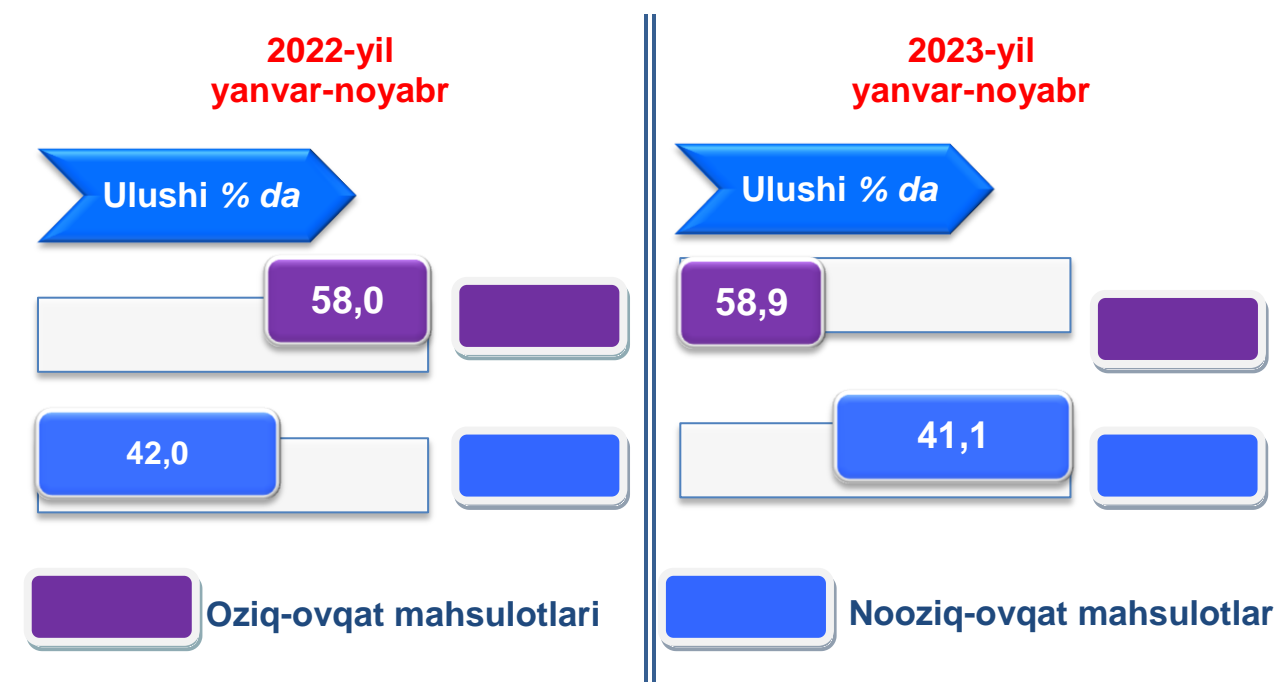 2022-yil
yanvar-noyabr
Ulushi % da
58,0
42,0
Oziq-ovqat mahsulotlari
2023-yil
yanvar-noyabr
Ulushi % da
58,9
41,1
Nooziq-ovqat mahsulotlar